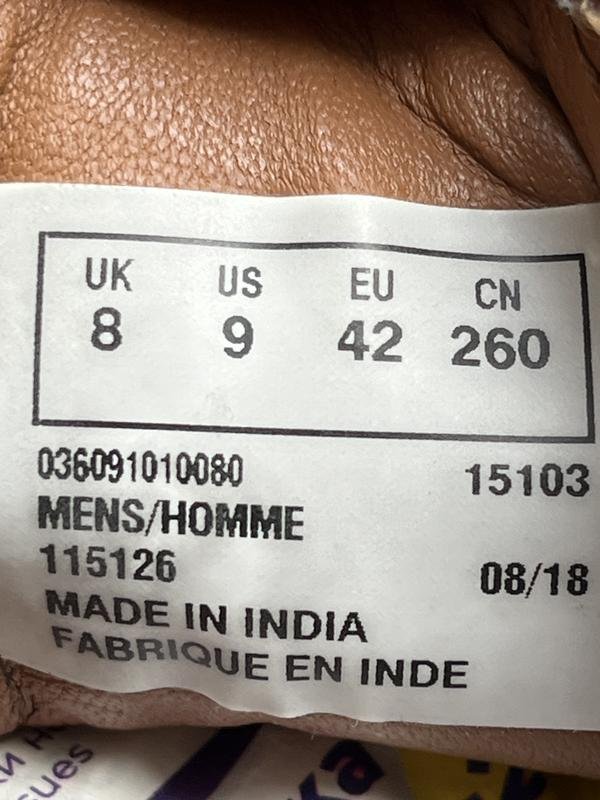 UK US EU CN
8 9 42 260
036091010080 15103
MENS/HOMME
115126 08/18
MADE IN INDIA
FABRIQUE EN INDE